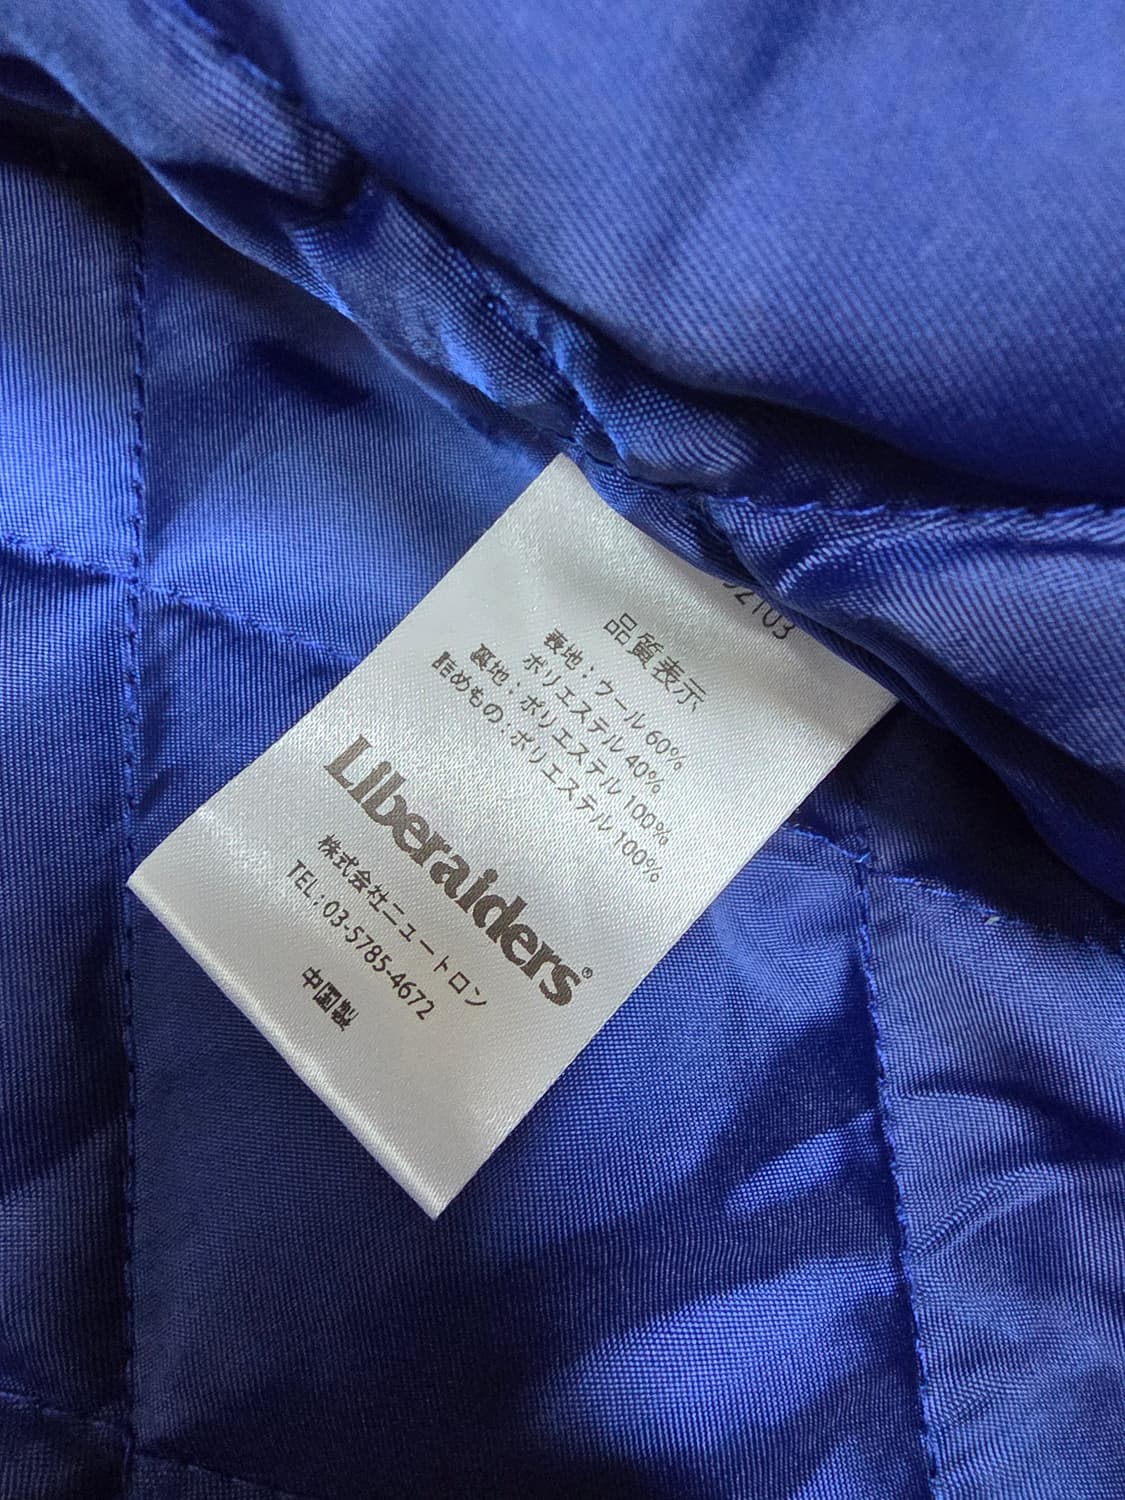 92103
品質表示
表地：ウール 60%
ポリエステル 40%
裏地：ポリエステル 100%
詰めもの：ポリエステル 100%
Liberaiders®
株式会社ニュートロン
TEL：03-5785-4672
中国製